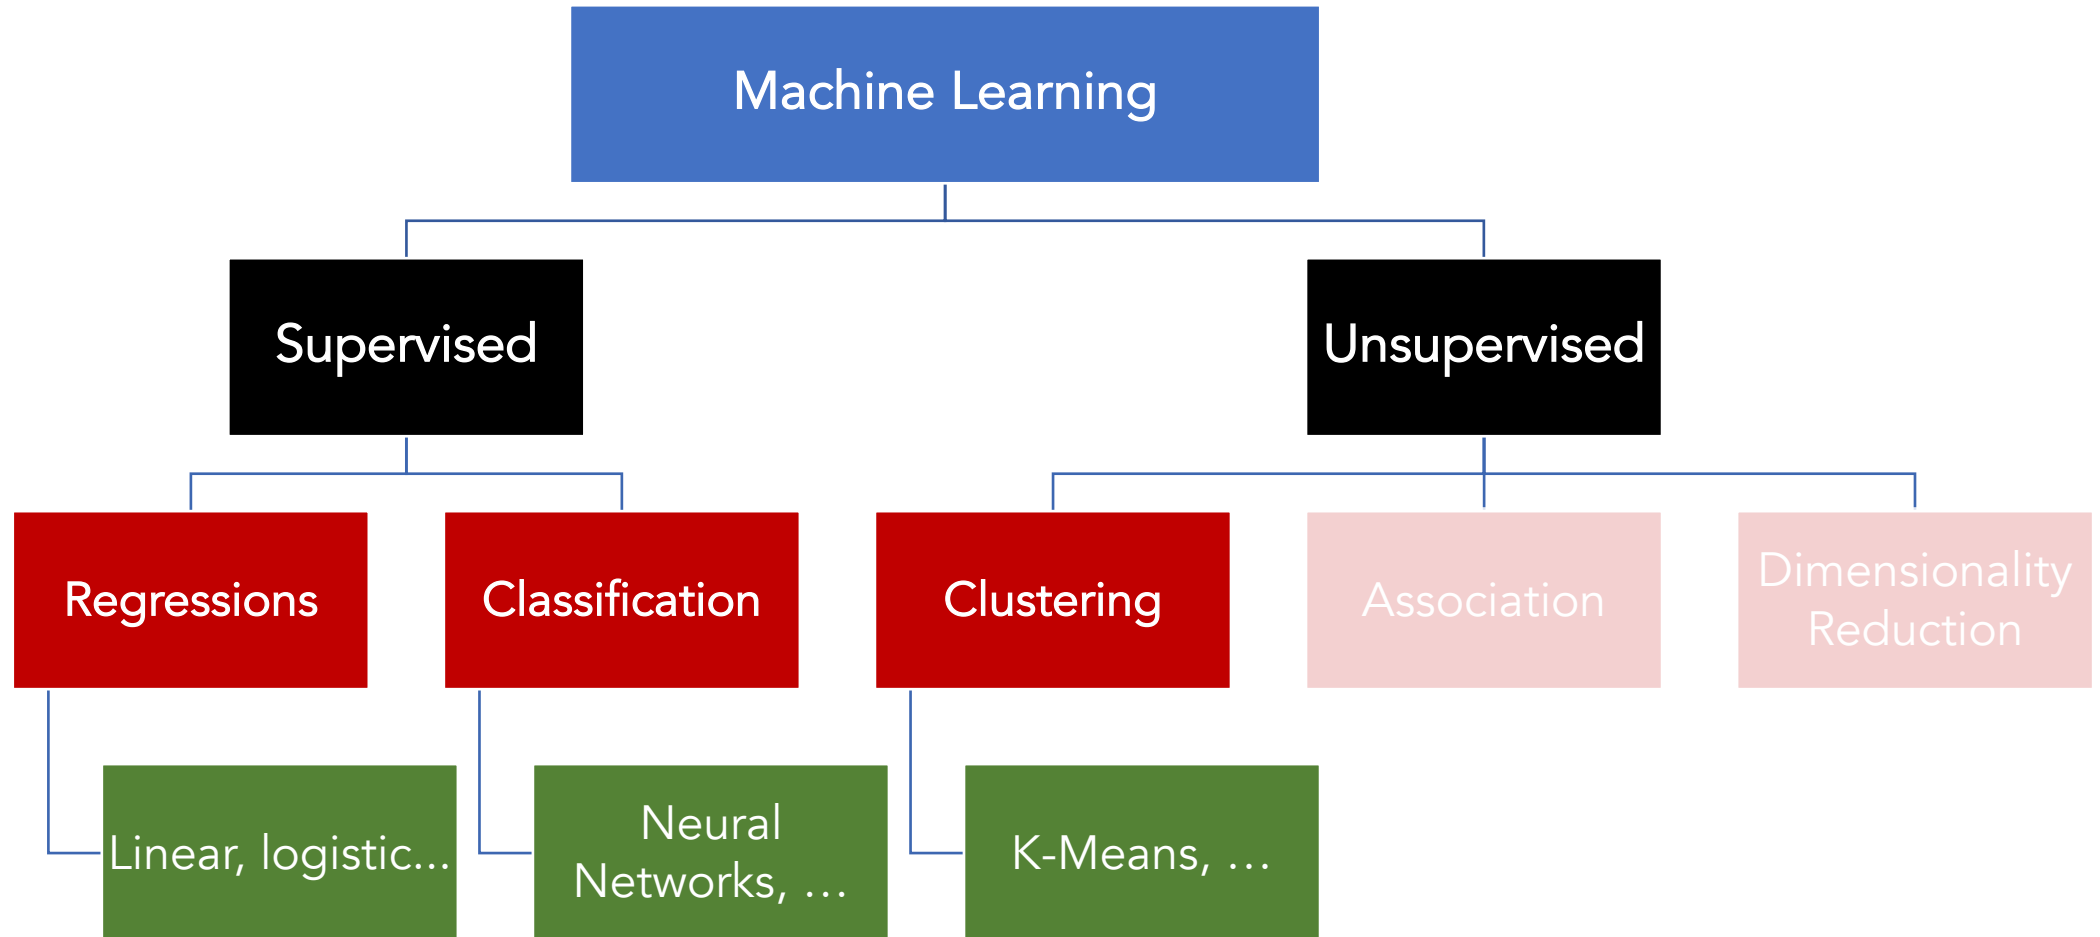 Machine Learning
Supervised
Unsupervised
Regressions
Classification
Clustering
Association
Dimensionality
Reduction
Linear, logistic...
Neural
Networks, …
K-Means, …